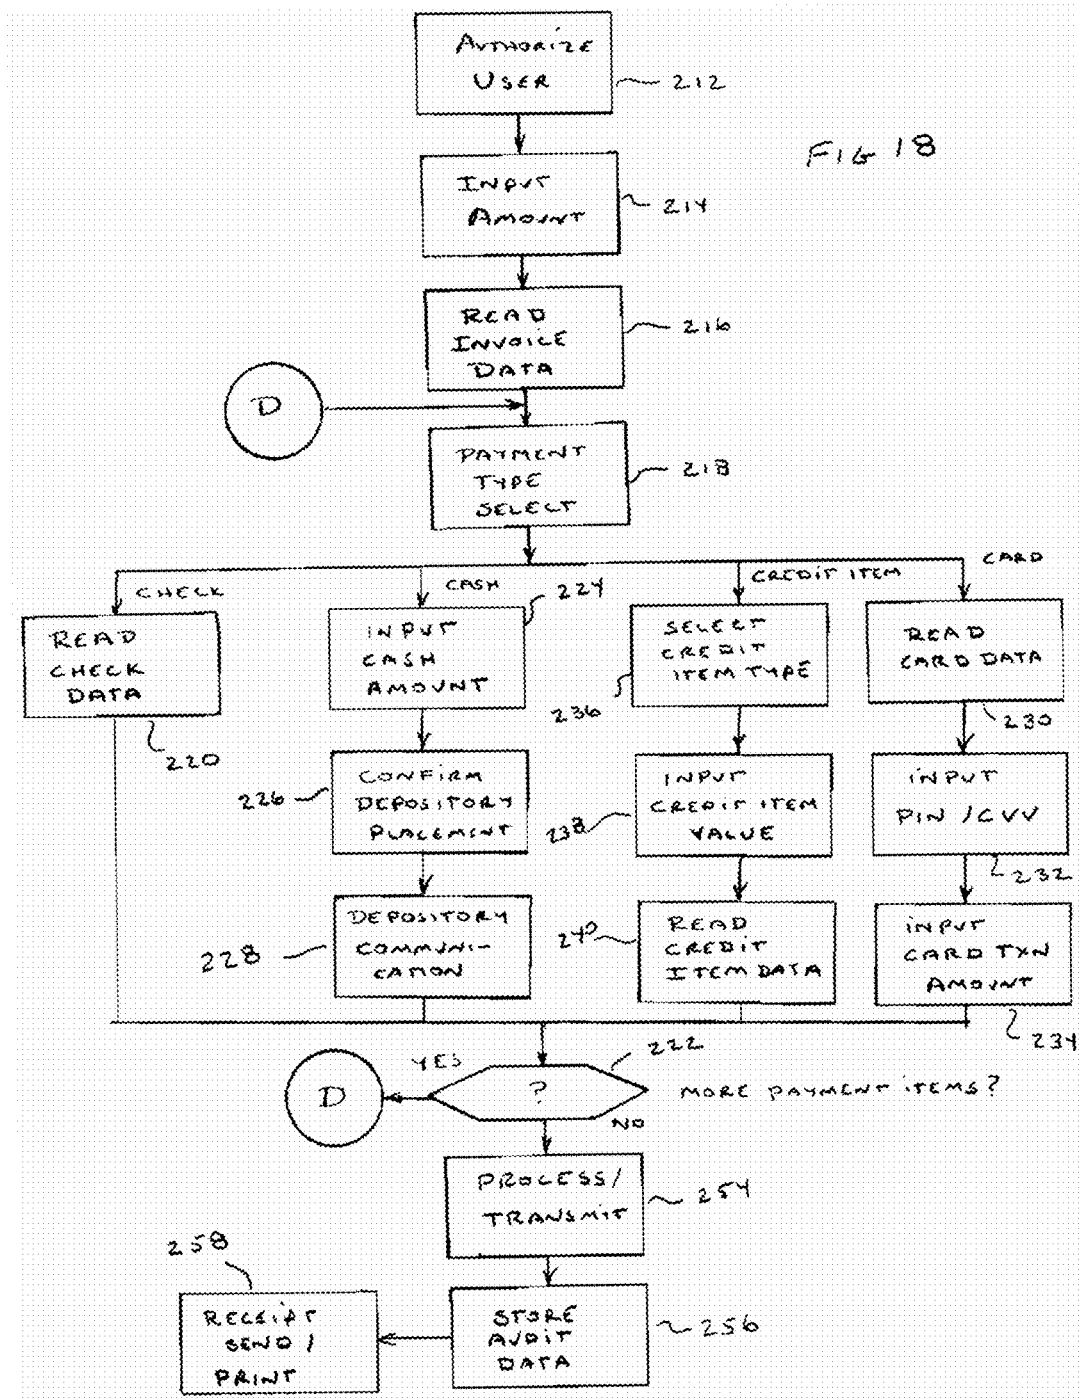 AUTHORIZE
USER
212
FIG 18
INPUT
AMOUNT
214
READ
INVOICE
DATA
216
D
PAYMENT
TYPE
SELECT
218
CHECK
CASH
CREDIT ITEM
CARD
READ
CHECK
DATA
220
224
INPUT
CASH
AMOUNT
SELECT
CREDIT
ITEM TYPE
236
READ
CARD DATA
230
226
CONFIRM
DEPOSITORY
PLACEMENT
238
INPUT
CREDIT ITEM
VALUE
INPUT
PIN / CVV
232
228
DEPOSITORY
COMMUNI-
CATION
240
READ
CREDIT
ITEM DATA
INPUT
CARD TXN
AMOUNT
234
222
YES
D
?
MORE PAYMENT ITEMS?
NO
PROCESS/
TRANSMIT
254
258
RECEIPT
SEND /
PRINT
STORE
AUDIT
DATA
256